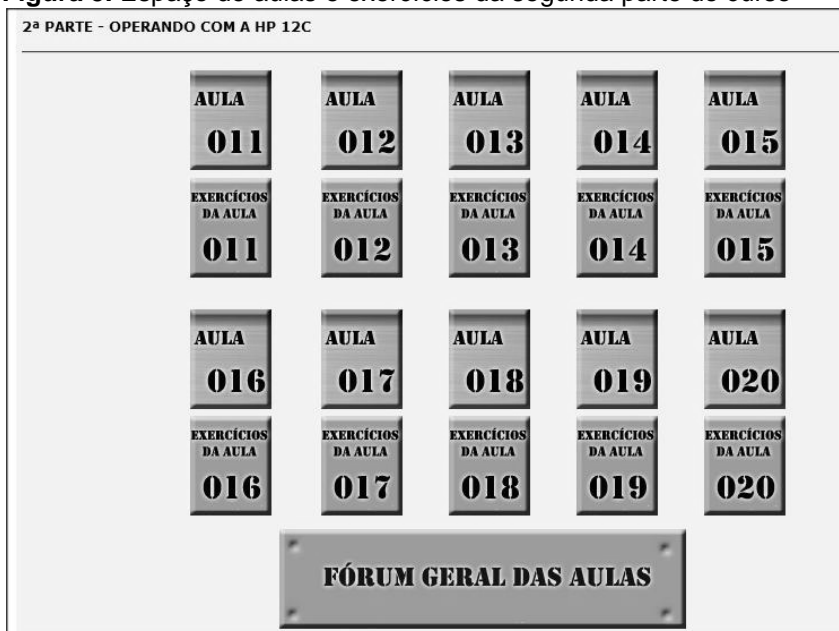 Figura Espaço de aulas e exercícios da segunda parte do curso
2ª PARTE - OPERANDO COM A HP 12C
AULA AULA AULA AULA AULA
011 012 013 014 015
EXERCÍCIOS EXERCÍCIOS EXERCÍCIOS EXERCÍCIOS EXERCÍCIOS
DA AULA DA AULA DA AULA DA AULA DA AULA
011 012 013 014 015
AULA AULA AULA AULA AULA
016 017 018 019 020
EXERCÍCIOS EXERCÍCIOS EXERCÍCIOS EXERCÍCIOS EXERCÍCIOS
DA AULA DA AULA DA AULA DA AULA DA AULA
016 017 018 019 020
FÓRUM GERAL DAS AULAS